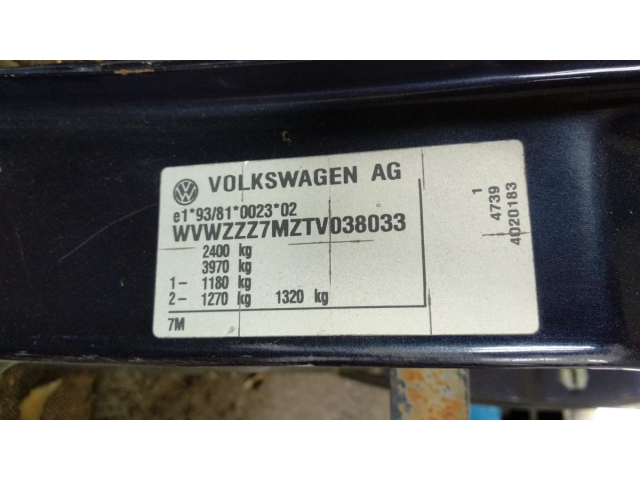 VOLKSWAGEN AG
e1*93/81*0023*02
WVWZZZ7MZTV038033
2400 kg
3970 kg
1- 1180 kg
2- 1270 kg 1320 kg
7M
1
4739
4020183